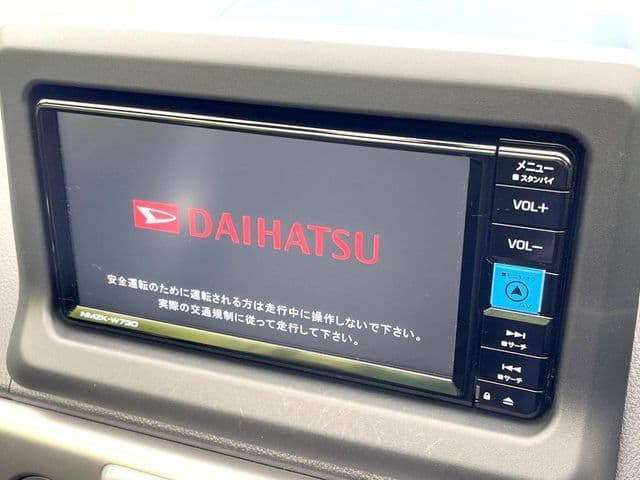 メニュー
■スタンバイ
VOL+
DAIHATSU
VOL−
安全運転のために運転される方は走行中に操作しないで下さい。
実際の交通規制に従って走行して下さい。
AV
NMZK-W73D
■サーチ
■サーチ